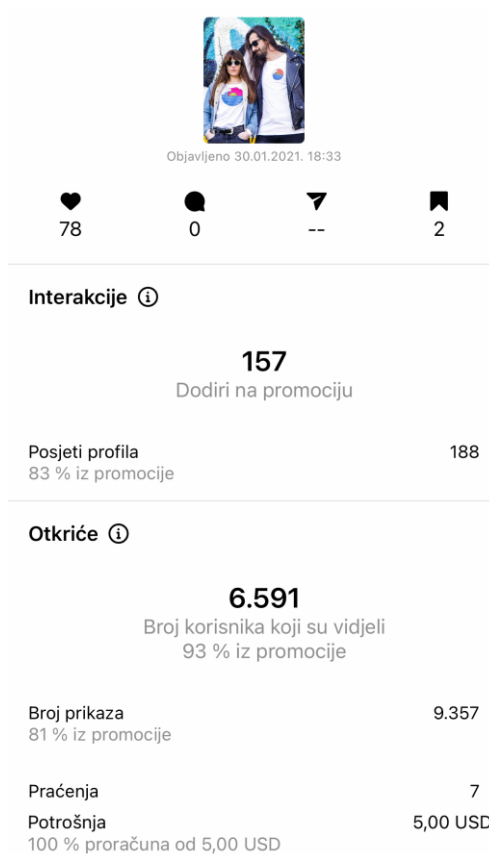 Objavljeno 30.01.2021. 18:33
78 0 -- 2
Interakcije
157
Dodiri na promociju
Posjeti profila 188
83 % iz promocije
Otkriće
6.591
Broj korisnika koji su vidjeli
93 % iz promocije
Broj prikaza 9.357
81 % iz promocije
Praćenja 7
Potrošnja 5,00 USD
100 % proračuna od 5,00 USD